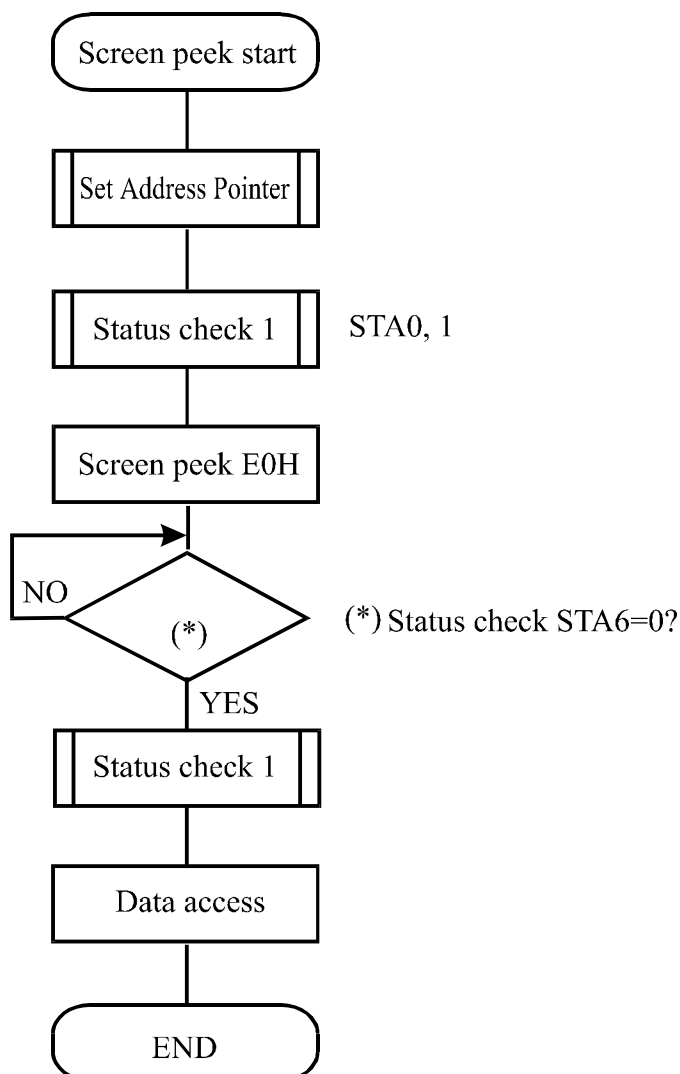 Screen peek start
Set Address Pointer
Status check 1
STA0, 1
Screen peek E0H
NO
(*)
(*) Status check STA6=0?
YES
Status check 1
Data access
END